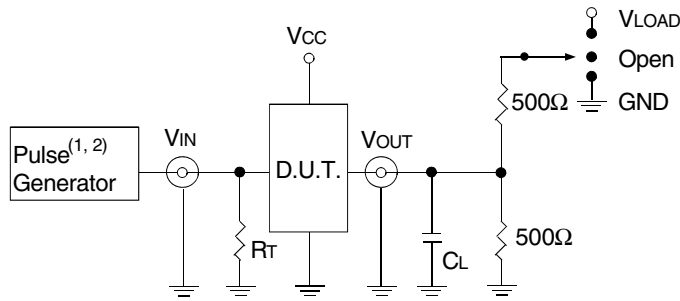 VLOAD
Open
GND
VCC
500Ω
Pulse(1, 2)
Generator
VIN
D.U.T.
VOUT
RT
CL
500Ω